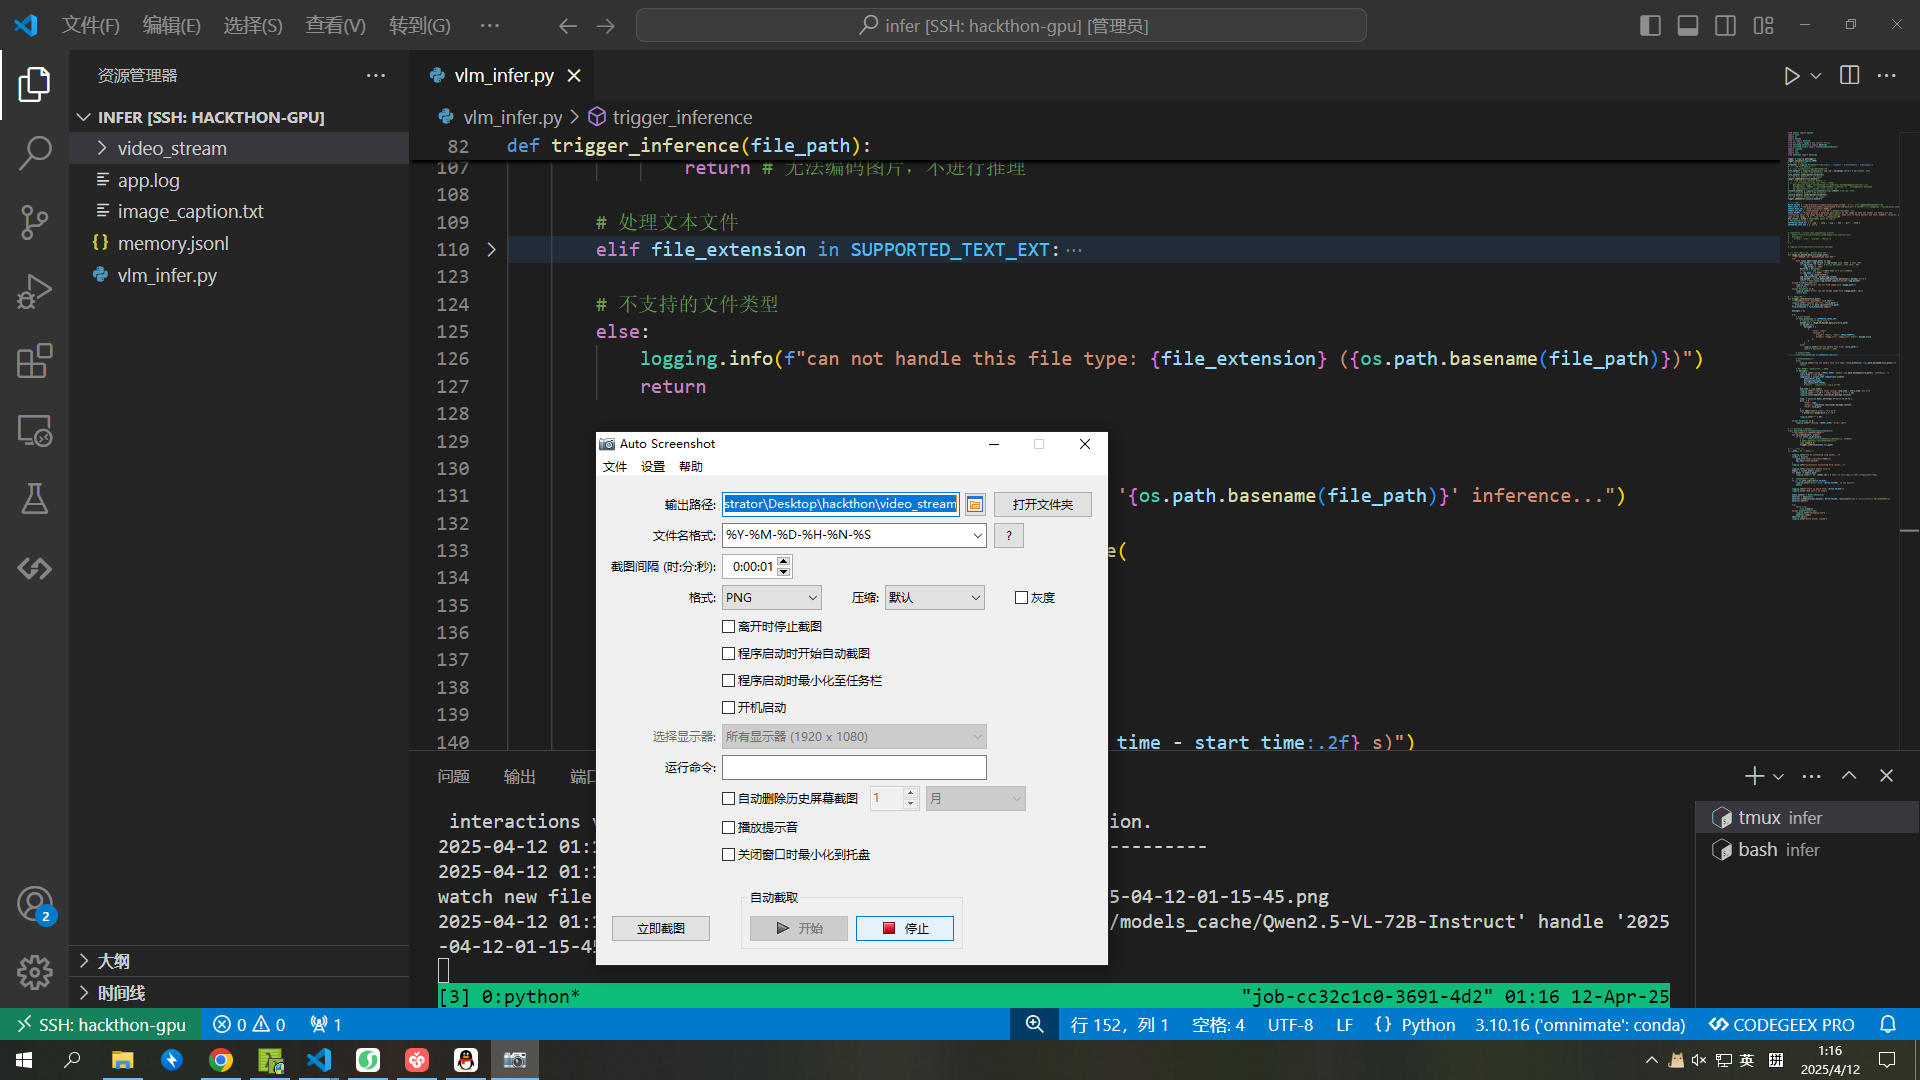 文件(F) 编辑(E) 选择(S) 查看(V) 转到(G) ···
infer [SSH: hackthon-gpu] [管理员]
资源管理器
INFER [SSH: HACKTHON-GPU]
video_stream
app.log
image_caption.txt
memory.jsonl
vlm_infer.py
大纲
时间线
vlm_infer.py
vlm_infer.py > trigger_inference
82 def trigger_inference(file_path):
107 return # 无法编码图片，不进行推理
108
109 # 处理文本文件
110 elif file_extension in SUPPORTED_TEXT_EXT:···
123
124 # 不支持的文件类型
125 else:
126 logging.info(f"can not handle this file type: {file_extension} ({os.path.basename(file_path)})")
127 return
128
129
130
131 '{os.path.basename(file_path)}' inference...")
132
133 e(
134
135
136
137
138
139
140 time - start_time:.2f} s)")
Auto Screenshot
文件 设置 帮助
输出路径: strator\Desktop\hackthon\video_stream 打开文件夹
文件名格式: %Y-%M-%D-%H-%N-%S ?
截图间隔 (时:分:秒): 0:00:01
格式: PNG 压缩: 默认 灰度
离开时停止截图
程序启动时开始自动截图
程序启动时最小化至任务栏
开机启动
选择显示器: 所有显示器 (1920 x 1080)
运行命令:
自动删除历史屏幕截图 1 月
播放提示音
关闭窗口时最小化到托盘
自动截取
立即截图 开始 停止
问题 输出 端口
interactions ion.
2025-04-12 01:1 ----------
2025-04-12 01:1
watch new file 5-04-12-01-15-45.png
2025-04-12 01:1 /models_cache/Qwen2.5-VL-72B-Instruct' handle '2025
-04-12-01-15-45
[3] 0:python* "job-cc32c1c0-3691-4d2" 01:16 12-Apr-25
tmux infer
bash infer
2
SSH: hackthon-gpu 0 0 1 行 152，列 1 空格: 4 UTF-8 LF {} Python 3.10.16 ('omnimate': conda) CODEGEEX PRO
英 拼 1:16
2025/4/12